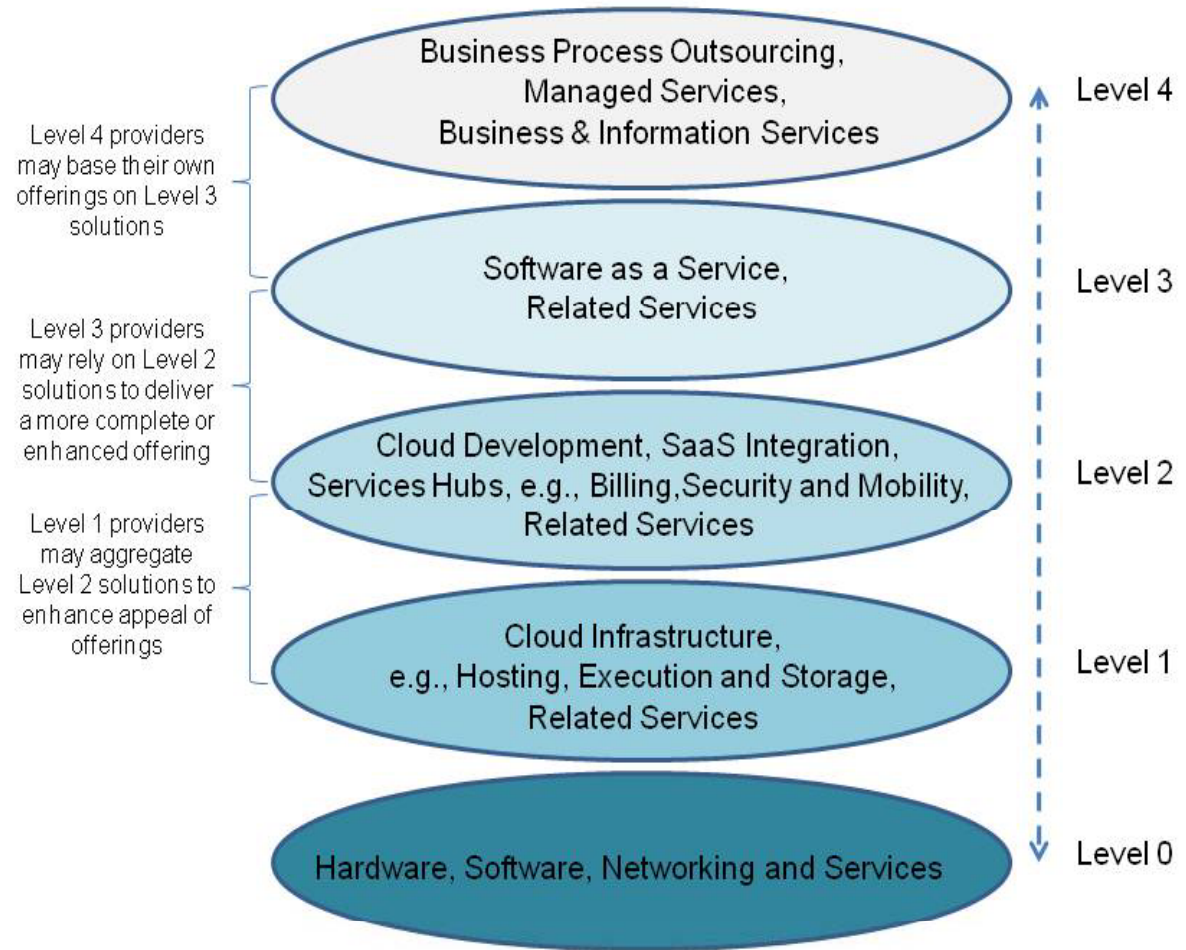 Business Process Outsourcing,
Managed Services,
Business & Information Services
Level 4
Level 4 providers
may base their own
offerings on Level 3
solutions
Software as a Service,
Related Services
Level 3
Level 3 providers
may rely on Level 2
solutions to deliver
a more complete or
enhanced offering
Cloud Development, SaaS Integration,
Services Hubs, e.g., Billing,Security and Mobility,
Related Services
Level 2
Level 1 providers
may aggregate
Level 2 solutions to
enhance appeal of
offerings
Cloud Infrastructure,
e.g., Hosting, Execution and Storage,
Related Services
Level 1
Hardware, Software, Networking and Services
Level 0